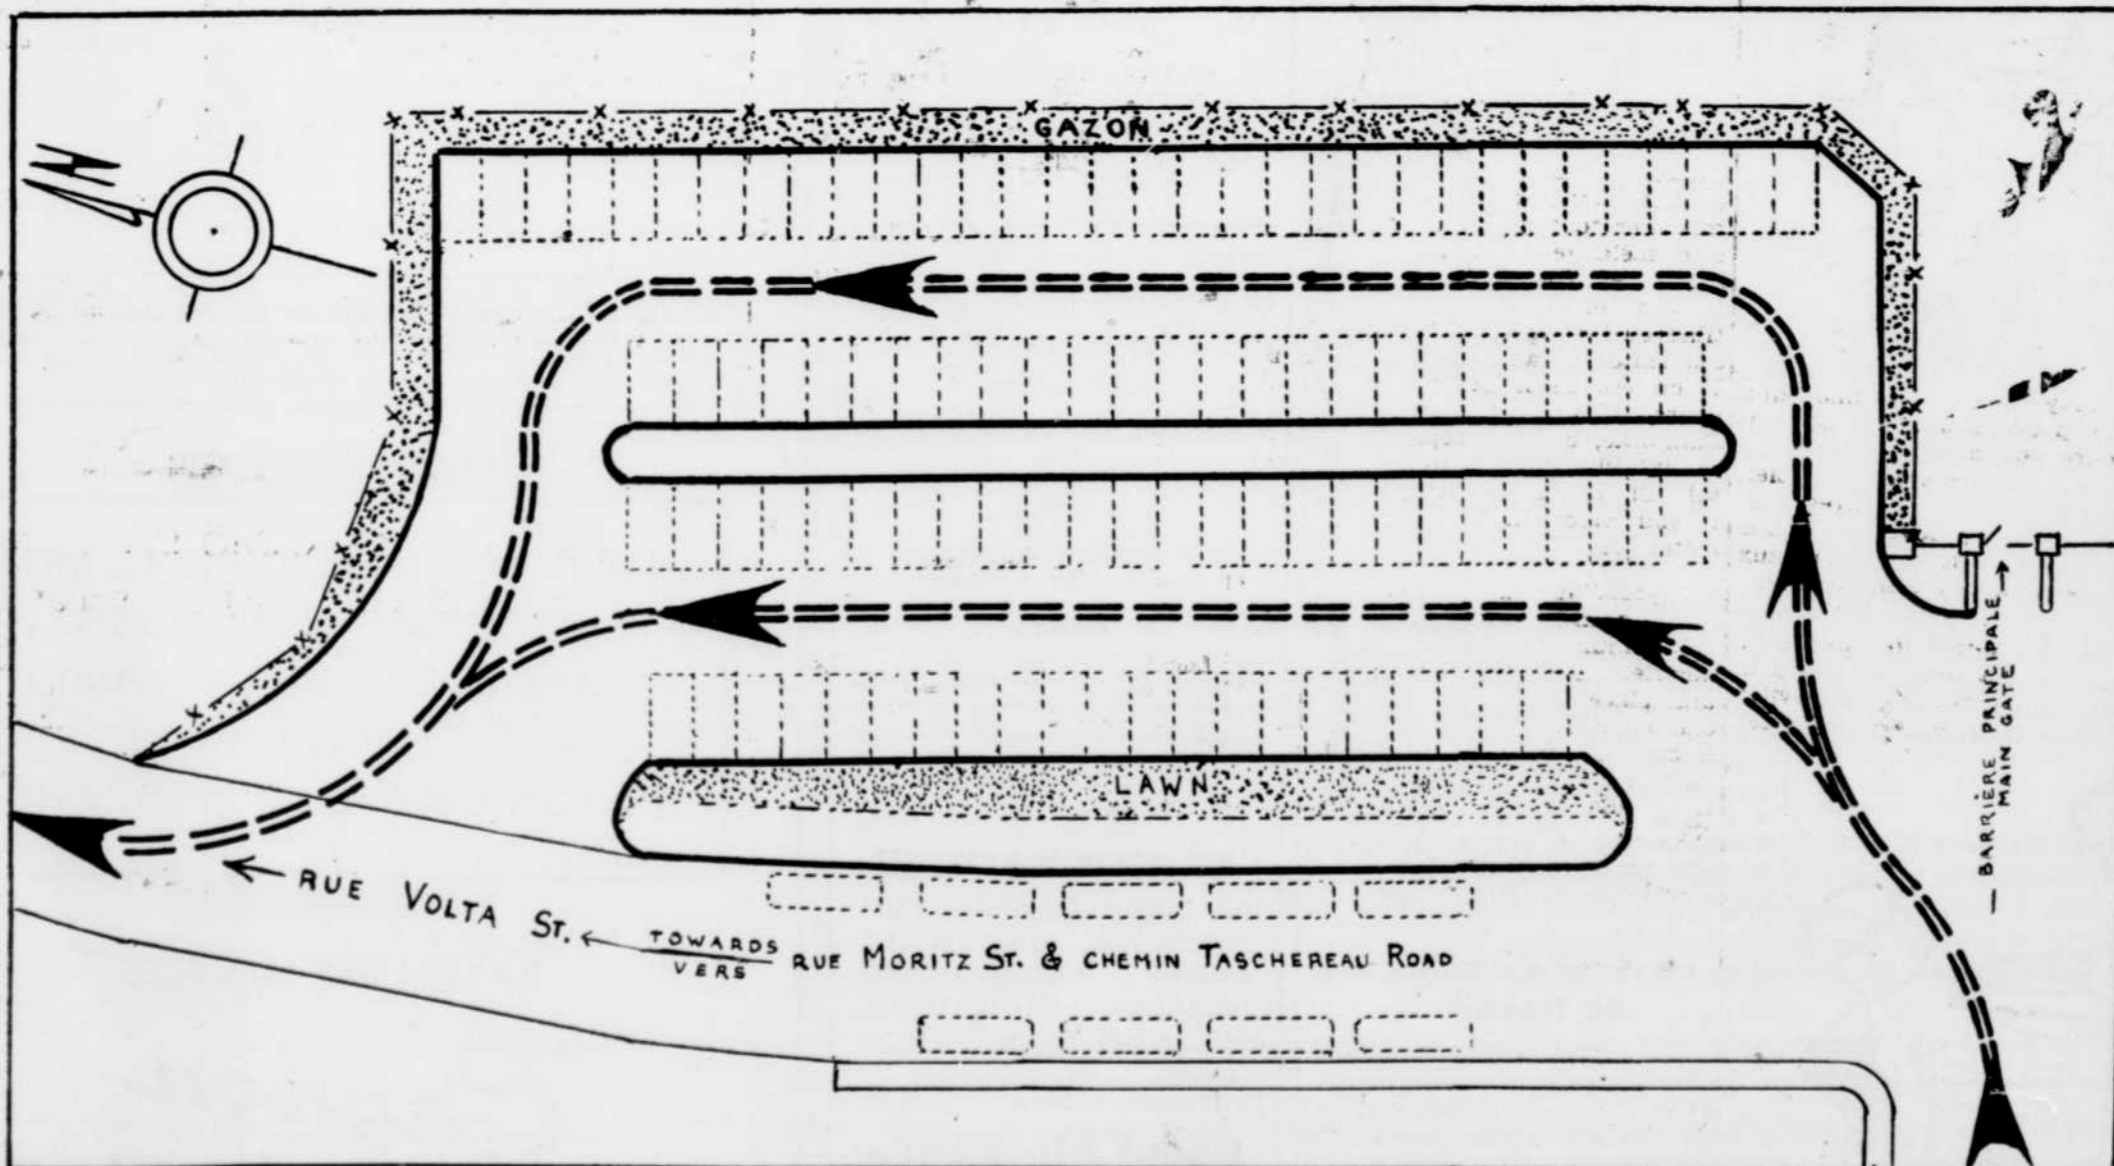 GAZON
LAWN
— BARRIÈRE PRINCIPALE →
MAIN GATE
← RUE VOLTA ST. ← TOWARDS
VERS RUE MORITZ ST. & CHEMIN TASCHEREAU ROAD